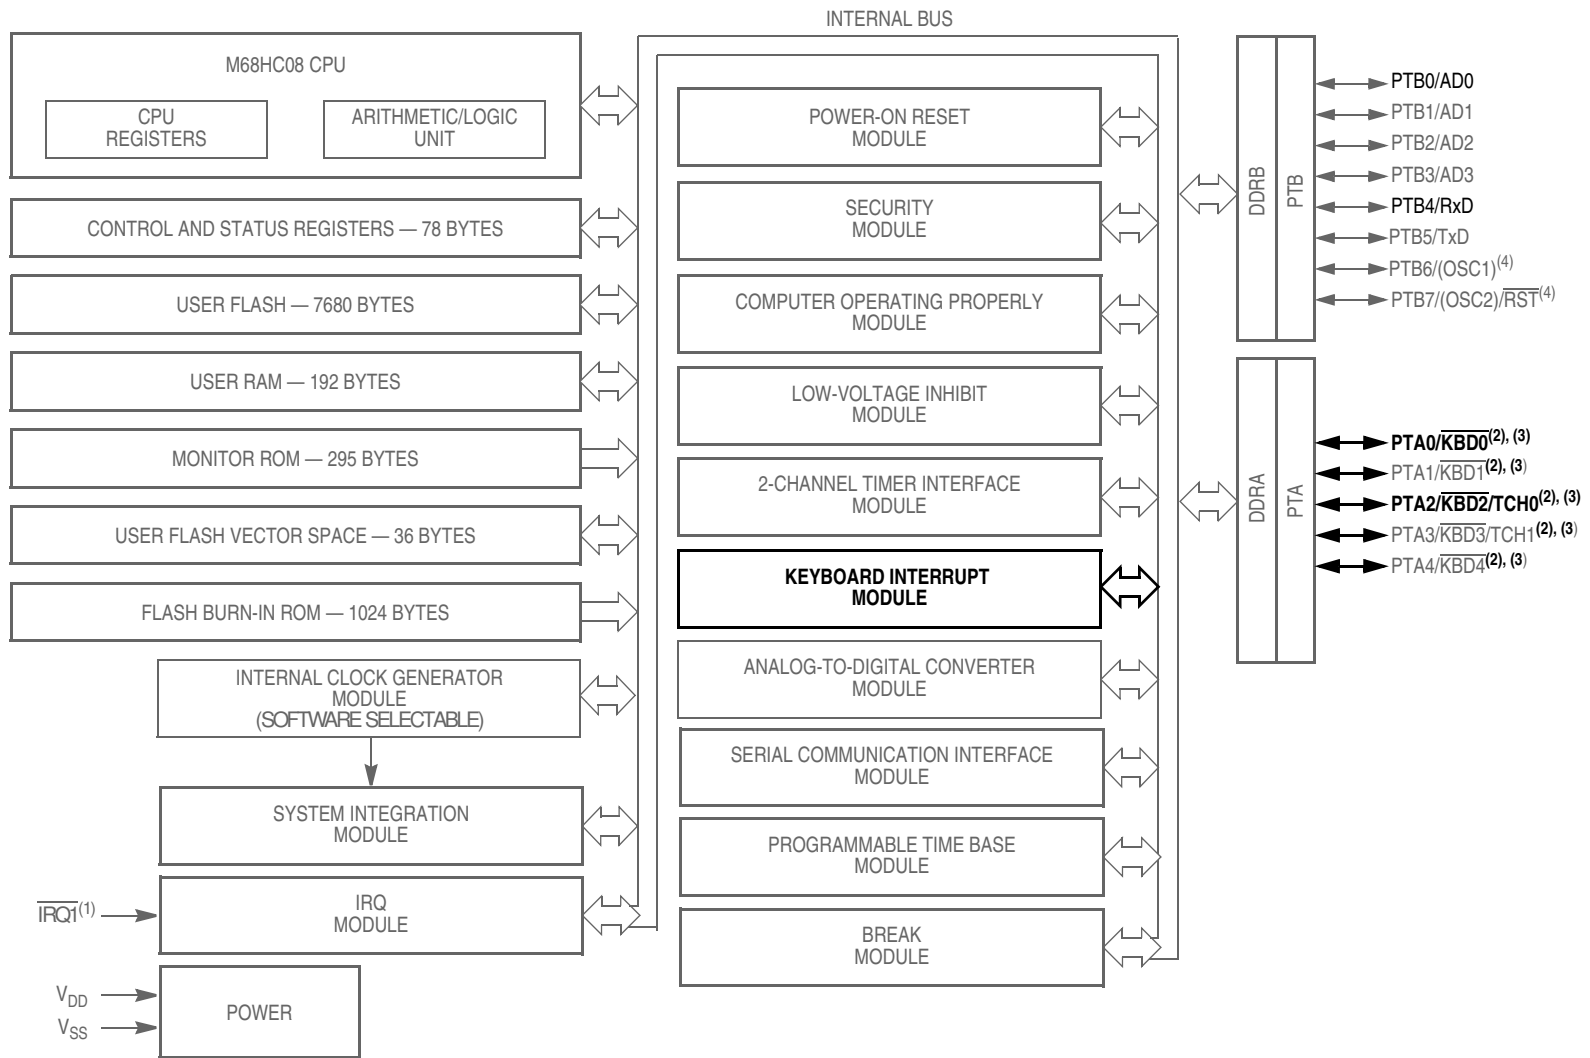 INTERNAL BUS
M68HC08 CPU
CPU
REGISTERS
ARITHMETIC/LOGIC
UNIT
CONTROL AND STATUS REGISTERS — 78 BYTES
USER FLASH — 7680 BYTES
USER RAM — 192 BYTES
MONITOR ROM — 295 BYTES
USER FLASH VECTOR SPACE — 36 BYTES
FLASH BURN-IN ROM — 1024 BYTES
INTERNAL CLOCK GENERATOR
MODULE
(SOFTWARE SELECTABLE)
SYSTEM INTEGRATION
MODULE
IRQ1(1)
IRQ
MODULE
VDD
VSS
POWER
POWER-ON RESET
MODULE
SECURITY
MODULE
COMPUTER OPERATING PROPERLY
MODULE
LOW-VOLTAGE INHIBIT
MODULE
2-CHANNEL TIMER INTERFACE
MODULE
KEYBOARD INTERRUPT
MODULE
ANALOG-TO-DIGITAL CONVERTER
MODULE
SERIAL COMMUNICATION INTERFACE
MODULE
PROGRAMMABLE TIME BASE
MODULE
BREAK
MODULE
DDRB
PTB
PTB0/AD0
PTB1/AD1
PTB2/AD2
PTB3/AD3
PTB4/RxD
PTB5/TxD
PTB6/(OSC1)(4)
PTB7/(OSC2)/RST(4)
DDRA
PTA
PTA0/KBD0(2), (3)
PTA1/KBD1(2), (3)
PTA2/KBD2/TCH0(2), (3)
PTA3/KBD3/TCH1(2), (3)
PTA4/KBD4(2), (3)